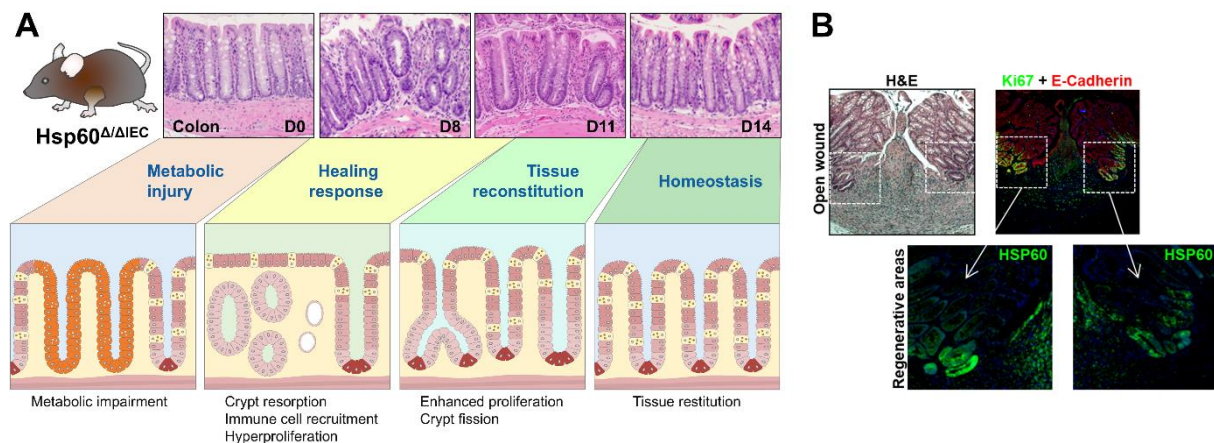 A
Hsp60Δ/ΔIEC
Colon
D0
D8
D11
D14
Metabolic
injury
Healing
response
Tissue
reconstitution
Homeostasis
Metabolic impairment
Crypt resorption
Immune cell recruitment
Hyperproliferation
Enhanced proliferation
Crypt fission
Tissue restitution
B
H&E
Ki67 + E-Cadherin
Open wound
HSP60
HSP60
Regenerative areas